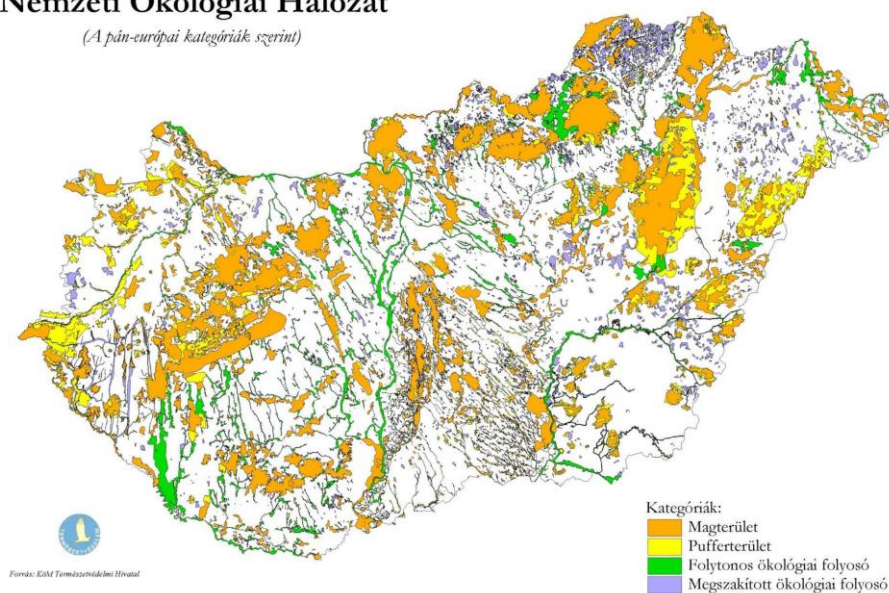 Nemzeti Ökológiai Hálózat
(A pán-európai kategóriák szerint)
Kategóriák:
Magterület
Pufferterület
Folytonos ökológiai folyosó
Megszakított ökológiai folyosó
Forrás: KöM Természetvédelmi Hivatal